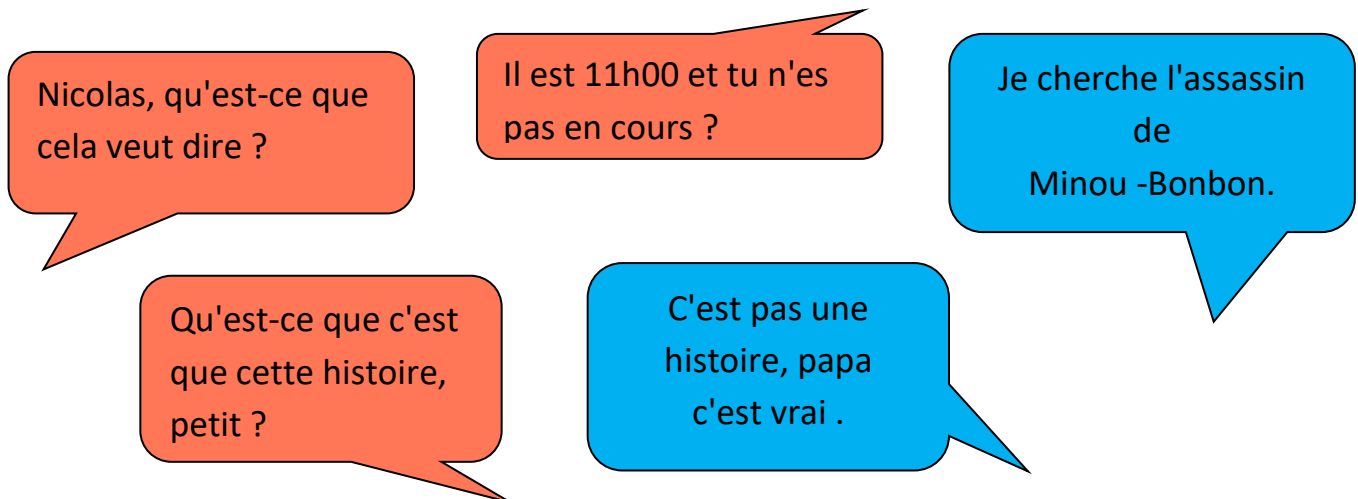 Nicolas, qu'est-ce que
cela veut dire ?
Il est 11h00 et tu n'es
pas en cours ?
Je cherche l'assassin
de
Minou -Bonbon.
Qu'est-ce que c'est
que cette histoire,
petit ?
C'est pas une
histoire, papa
c'est vrai .